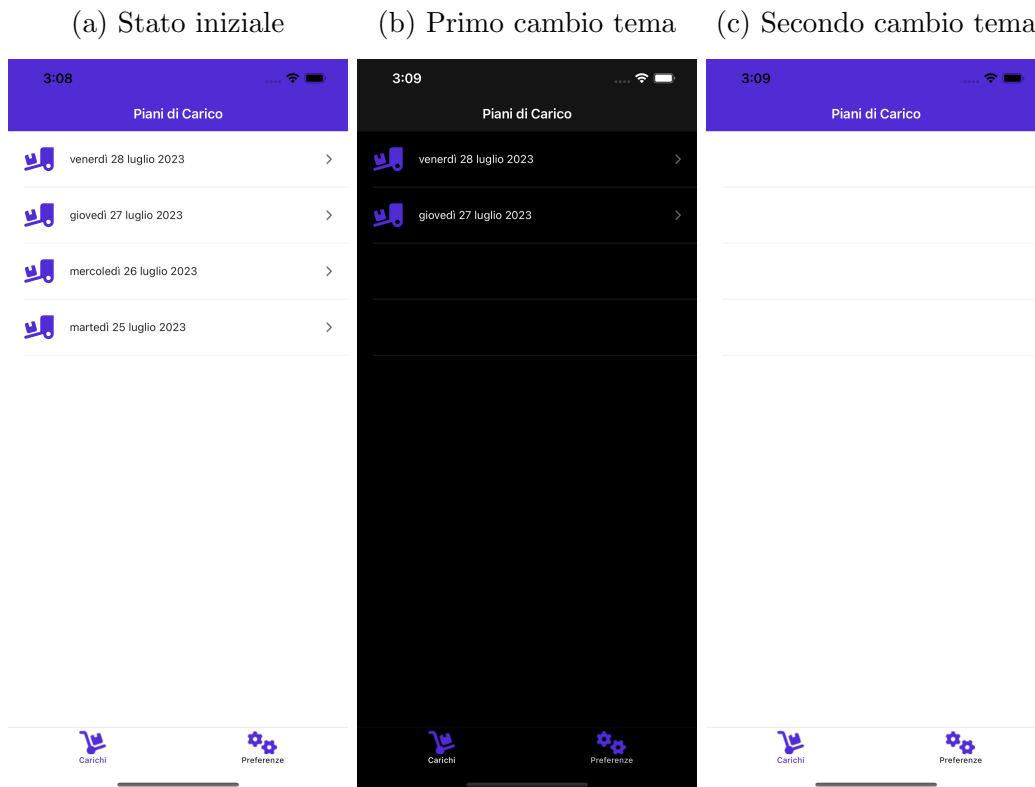 (a) Stato iniziale
(b) Primo cambio tema
(c) Secondo cambio tema
3:08
Piani di Carico
venerdì 28 luglio 2023
giovedì 27 luglio 2023
mercoledì 26 luglio 2023
martedì 25 luglio 2023
Carichi
Preferenze
3:09
Piani di Carico
venerdì 28 luglio 2023
giovedì 27 luglio 2023
Carichi
Preferenze
3:09
Piani di Carico
Carichi
Preferenze